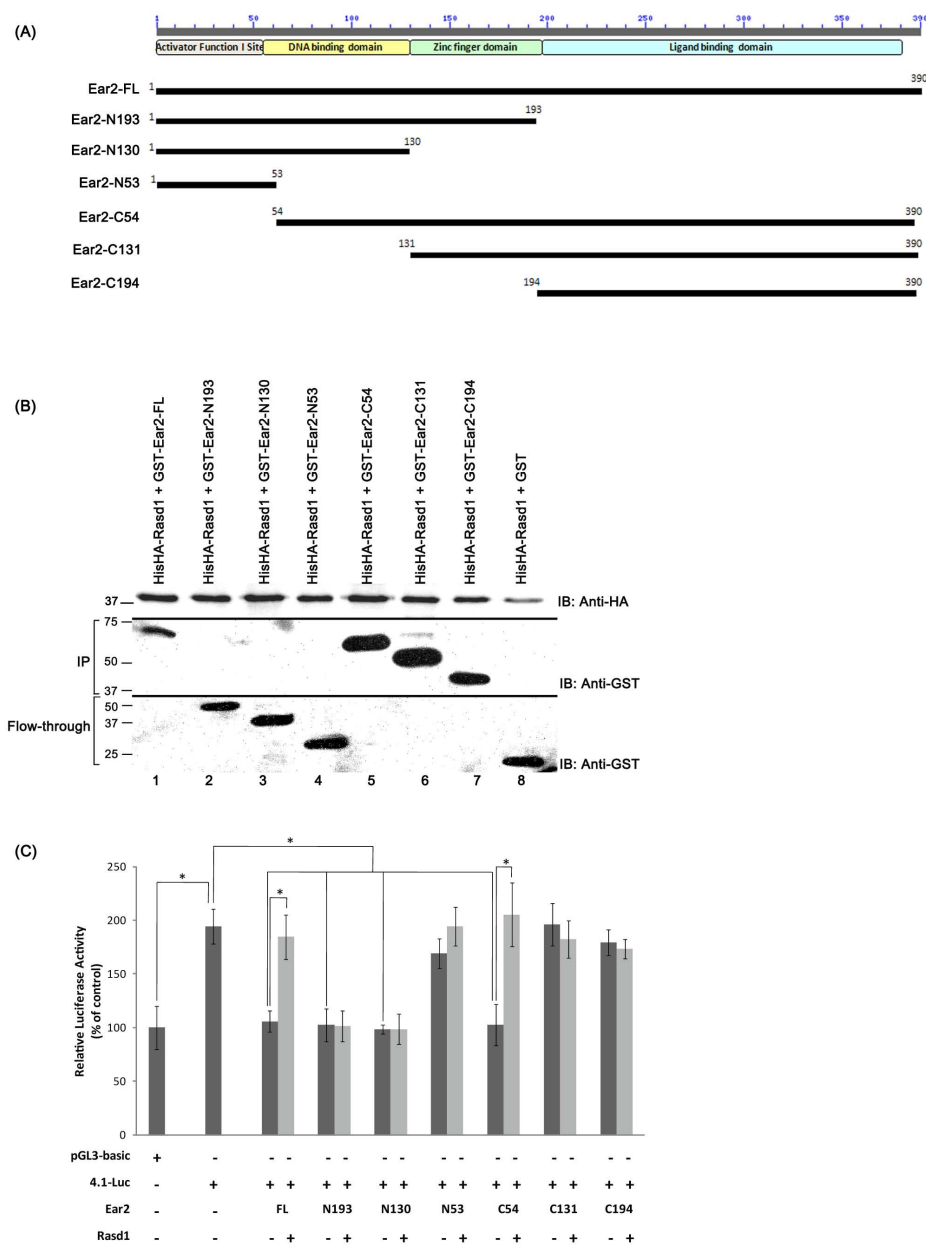 (A)
1 50 100 150 200 250 300 350 390
Activator Function I Site DNA binding domain Zinc finger domain Ligand binding domain
Ear2-FL 1 390
Ear2-N193 1 193
Ear2-N130 1 130
Ear2-N53 1 53
Ear2-C54 54 390
Ear2-C131 131 390
Ear2-C194 194 390
(B)
HisHA-Rasd1 + GST-Ear2-FL
HisHA-Rasd1 + GST-Ear2-N193
HisHA-Rasd1 + GST-Ear2-N130
HisHA-Rasd1 + GST-Ear2-N53
HisHA-Rasd1 + GST-Ear2-C54
HisHA-Rasd1 + GST-Ear2-C131
HisHA-Rasd1 + GST-Ear2-C194
HisHA-Rasd1 + GST
37 IB: Anti-HA
75
IP 50
37 IB: Anti-GST
50
Flow-through 37
25 IB: Anti-GST
1 2 3 4 5 6 7 8
(C)
Relative Luciferase Activity
(% of control)
250
200
150
100
50
0
* * * *
pGL3-basic + - - - - - - - - - - - - - - -
4.1-Luc - + + + + + + + + + + + + + + +
Ear2 - - FL N193 N130 N53 C54 C131 C194
Rasd1 - - - + - + - + - + - + - + - +